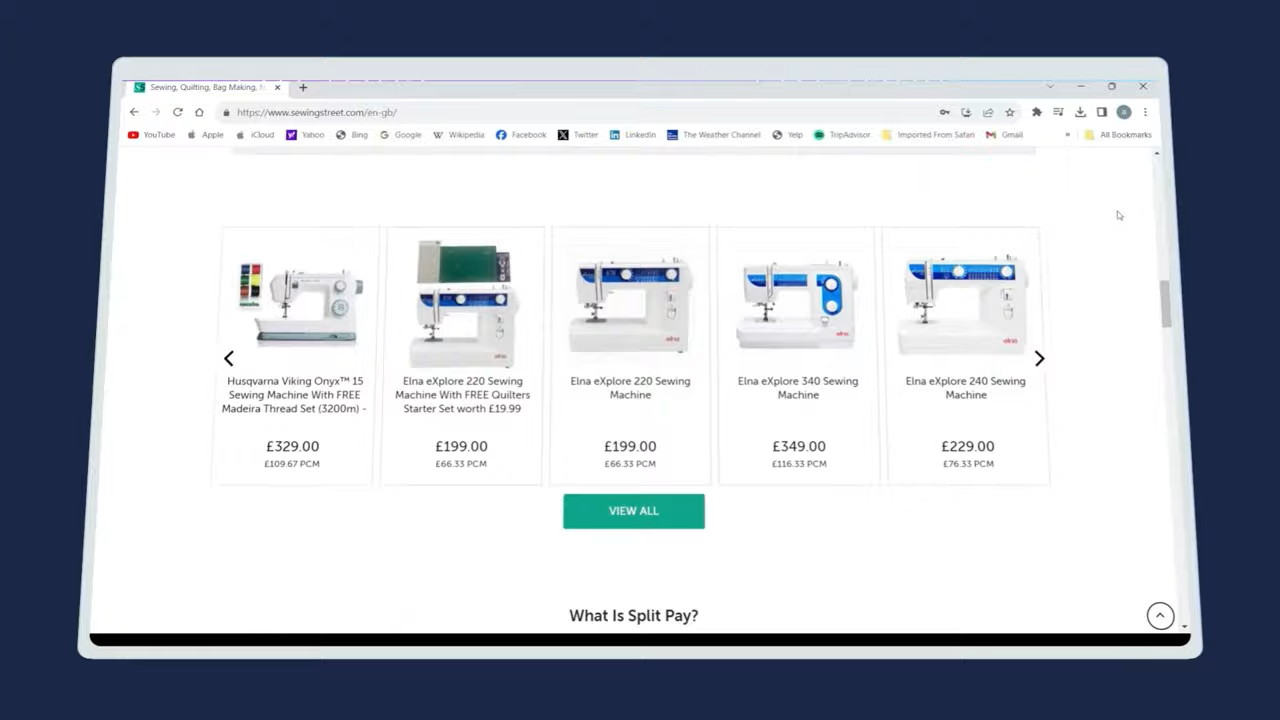 Sewing, Quilting, Bag Making,
https://www.sewingstreet.com/en-gb/
YouTube Apple iCloud Yahoo Bing Google Wikipedia Facebook Twitter LinkedIn The Weather Channel Yelp TripAdvisor Imported From Safari Gmail » All Bookmarks
Husqvarna Viking Onyx™ 15
Sewing Machine With FREE
Madeira Thread Set (3200m) -
£329.00
£109.67 PCM
Elna eXplore 220 Sewing
Machine With FREE Quilters
Starter Set worth £19.99
£199.00
£66.33 PCM
Elna eXplore 220 Sewing
Machine
£199.00
£66.33 PCM
Elna eXplore 340 Sewing
Machine
£349.00
£116.33 PCM
Elna eXplore 240 Sewing
Machine
£229.00
£76.33 PCM
VIEW ALL
What Is Split Pay?